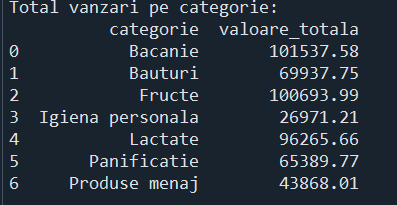 Total vanzari pe categorie:
categorie valoare_totala
0 Bacanie 101537.58
1 Bauturi 69937.75
2 Fructe 100693.99
3 Igiena personala 26971.21
4 Lactate 96265.66
5 Panificatie 65389.77
6 Produse menaj 43868.01